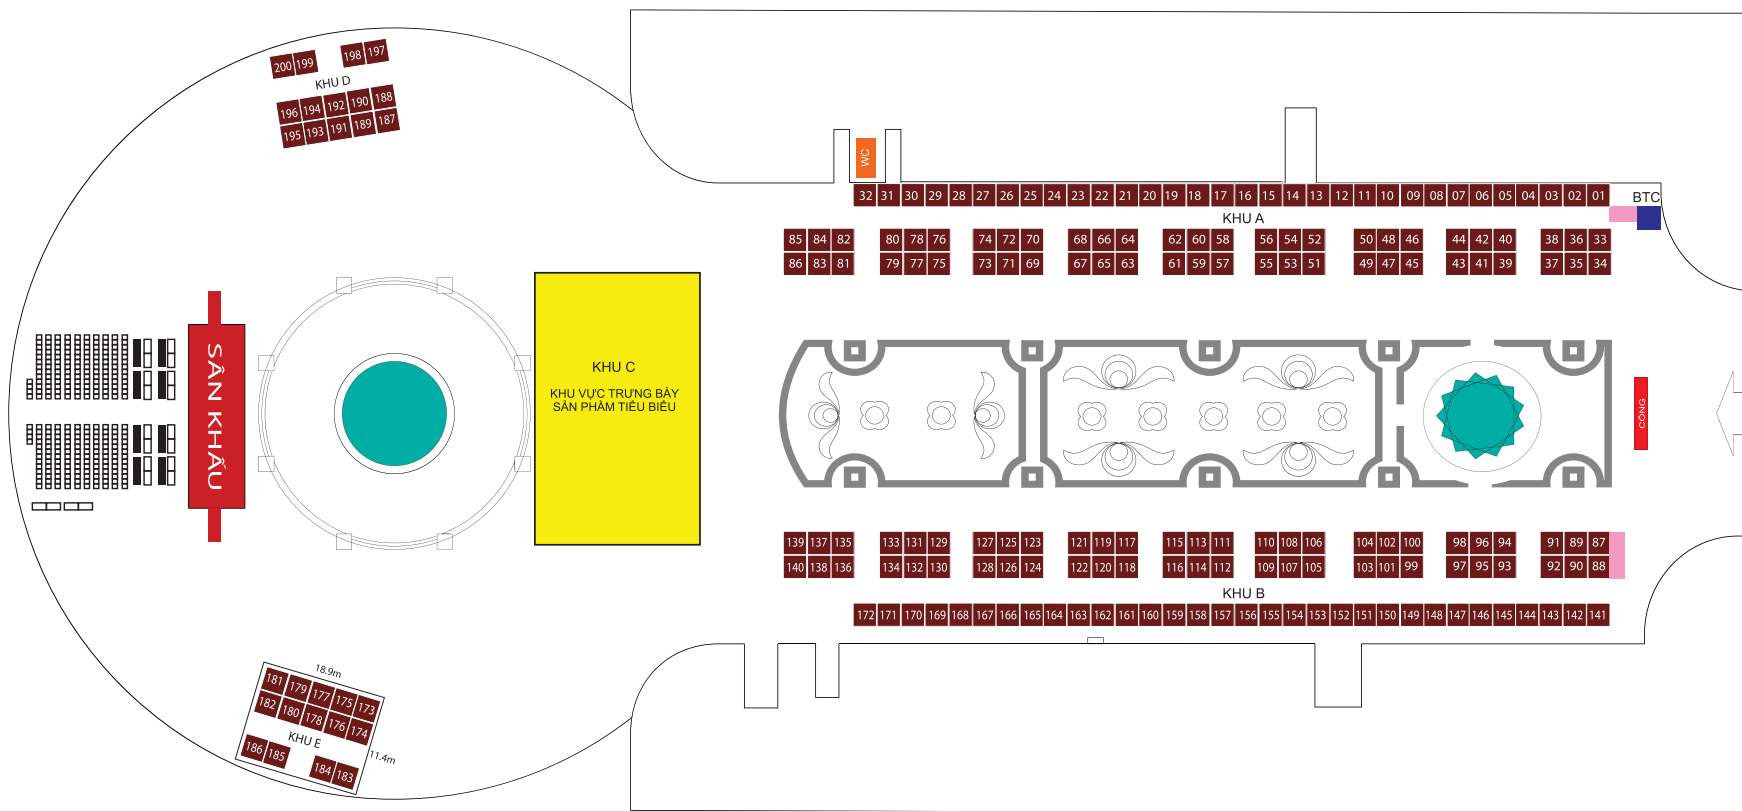 200 199 198 197
KHU D
196 194 192 190 188
195 193 191 189 187
WC
32 31 30 29 28 27 26 25 24 23 22 21 20 19 18 17 16 15 14 13 12 11 10 09 08 07 06 05 04 03 02 01
BTC
KHU A
85 84 82 80 78 76 74 72 70 68 66 64 62 60 58 56 54 52 50 48 46 44 42 40 38 36 33
86 83 81 79 77 75 73 71 69 67 65 63 61 59 57 55 53 51 49 47 45 43 41 39 37 35 34
SÂN KHẤU
KHU C
KHU VỰC TRƯNG BÀY
SẢN PHẨM TIÊU BIỂU
CỔNG
139 137 135 133 131 129 127 125 123 121 119 117 115 113 111 110 108 106 104 102 100 98 96 94 91 89 87
140 138 136 134 132 130 128 126 124 122 120 118 116 114 112 109 107 105 103 101 99 97 95 93 92 90 88
KHU B
172 171 170 169 168 167 166 165 164 163 162 161 160 159 158 157 156 155 154 153 152 151 150 149 148 147 146 145 144 143 142 141
18.9m
181 179 177 175 173
182 180 178 176 174
KHU E
11.4m
186 185 184 183